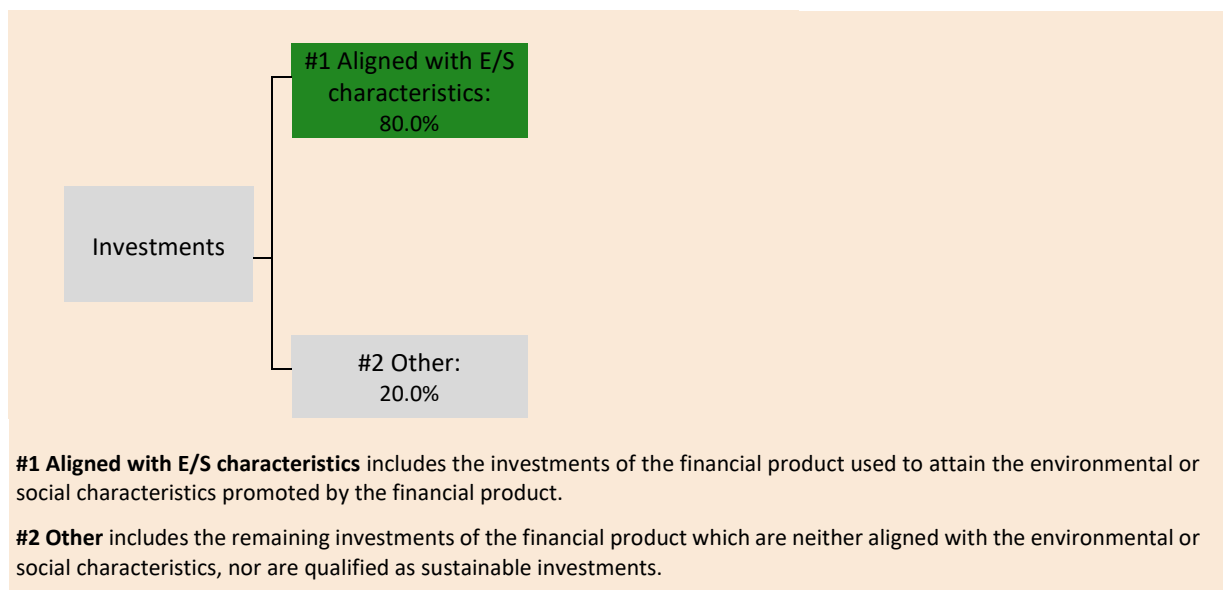 #1 Aligned with E/S
characteristics:
80.0%
Investments
#2 Other:
20.0%
#1 Aligned with E/S characteristics includes the investments of the financial product used to attain the environmental or
social characteristics promoted by the financial product.
#2 Other includes the remaining investments of the financial product which are neither aligned with the environmental or
social characteristics, nor are qualified as sustainable investments.